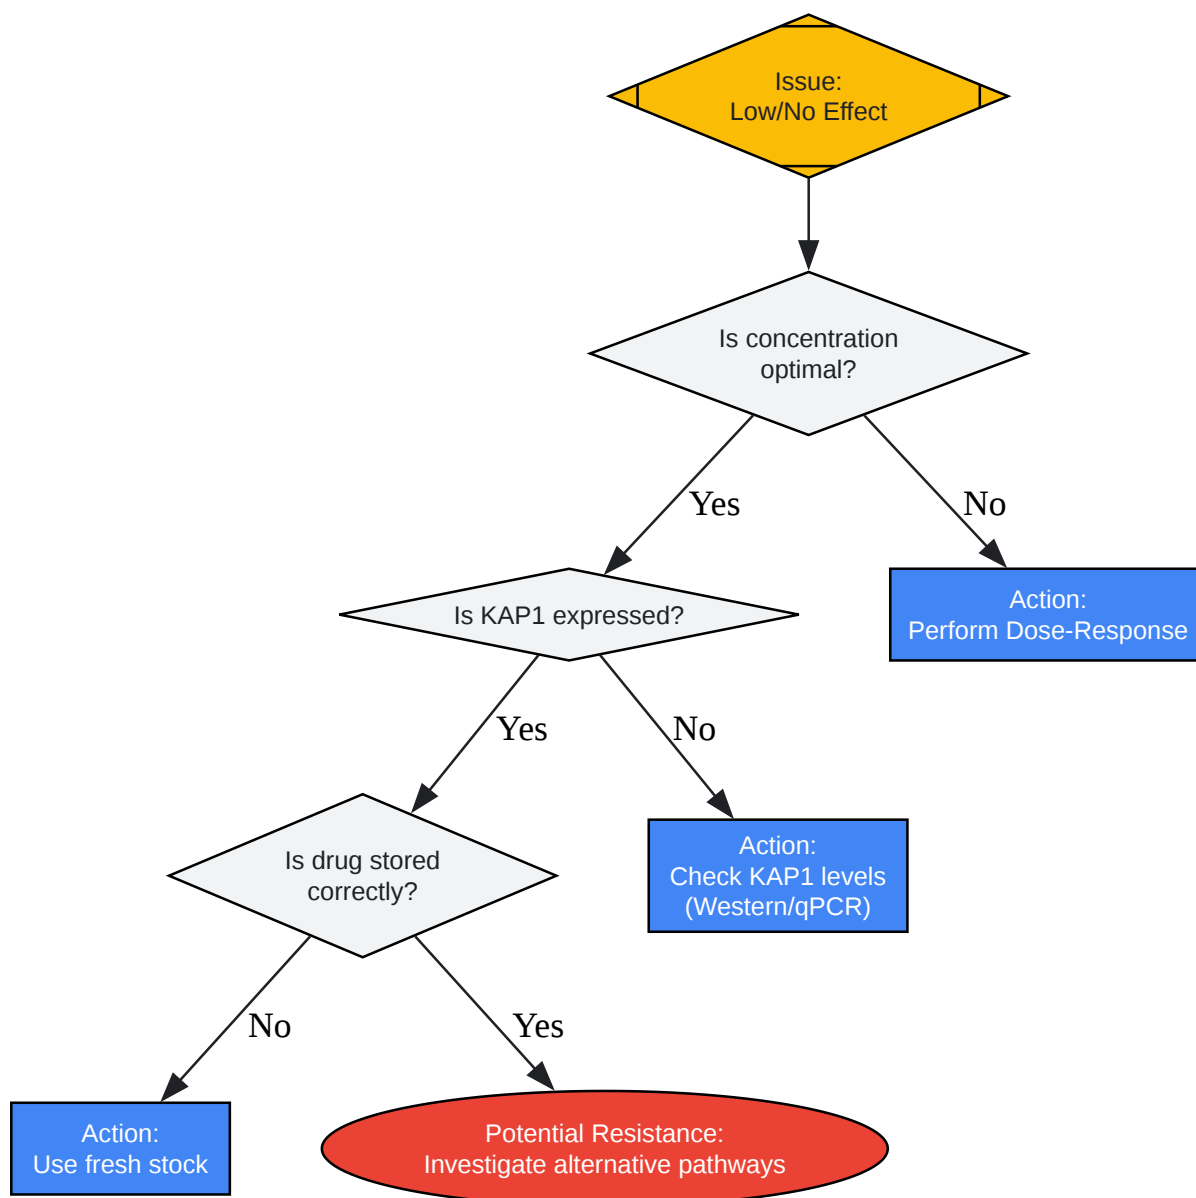 Issue:
Low/No Effect
Is concentration
optimal?
Yes
No
Is KAP1 expressed?
Action:
Perform Dose-Response
Yes
No
Is drug stored
correctly?
Action:
Check KAP1 levels
(Western/qPCR)
No
Yes
Action:
Use fresh stock
Potential Resistance:
Investigate alternative pathways